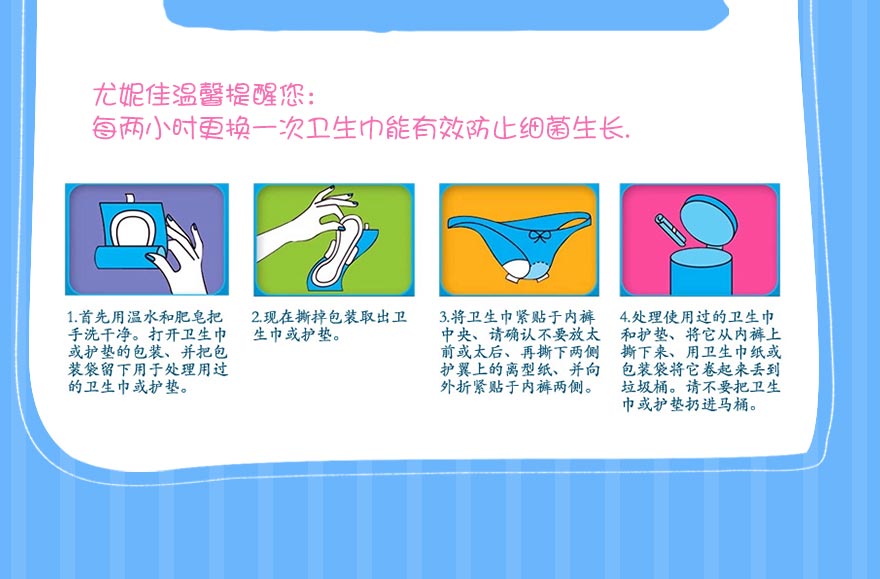 尤妮佳温馨提醒您:
每两小时更换一次卫生巾能有效防止细菌生长.
1.首先用温水和肥皂把
手洗干净。打开卫生巾
或护垫的包装、并把包
装袋留下用于处理用过
的卫生巾或护垫。
2.现在撕掉包装取出卫
生巾或护垫。
3.将卫生巾紧贴于内裤
中央、请确认不要放太
前或太后、再撕下两侧
护翼上的离型纸、并向
外折紧贴于内裤两侧。
4.处理使用过的卫生巾
和护垫、将它从内裤上
撕下来、用卫生巾纸或
包装袋将它卷起来丢到
垃圾桶。请不要把卫生
巾或护垫扔进马桶。